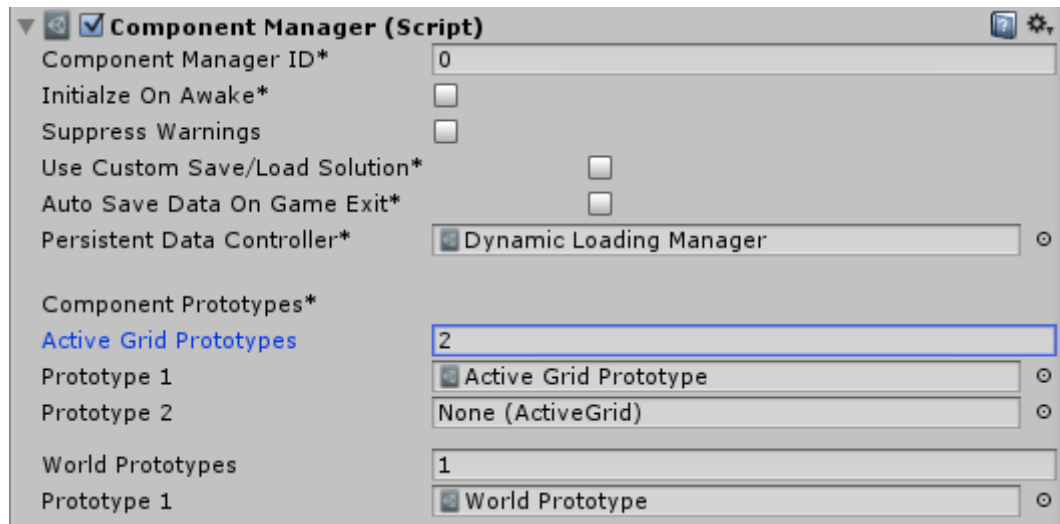 Component Manager (Script)
Component Manager ID* 0
Initialze On Awake*
Suppress Warnings
Use Custom Save/Load Solution*
Auto Save Data On Game Exit*
Persistent Data Controller* Dynamic Loading Manager
Component Prototypes*
Active Grid Prototypes 2
Prototype 1 Active Grid Prototype
Prototype 2 None (ActiveGrid)
World Prototypes 1
Prototype 1 World Prototype